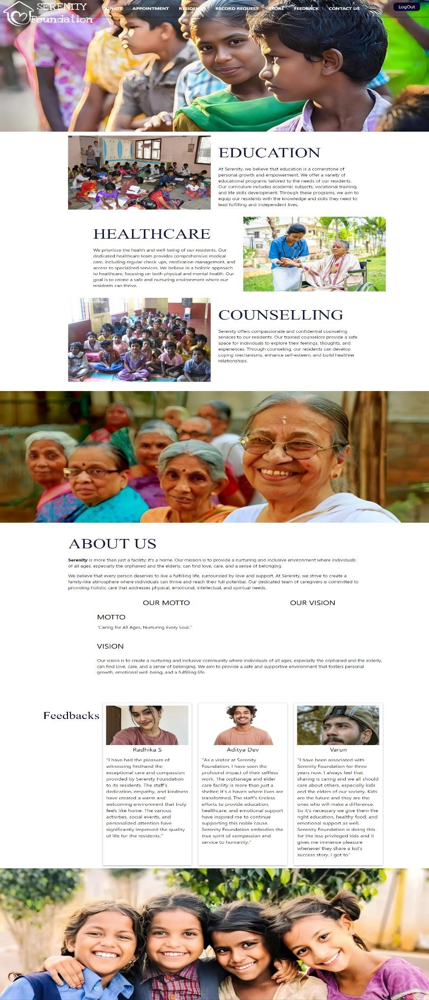 SERENITY
Foundation
DONATE APPOINTMENT RESIDENTS RECORD REQUEST STORE FEEDBACK CONTACT US LogOut
EDUCATION
At Serenity, we believe that education is a cornerstone of
personal growth and empowerment. We offer a variety of
educational programs tailored to the needs of our residents.
Our curriculum includes academic subjects, vocational training,
and life skills development. Through these programs, we aim to
equip our residents with the knowledge and skills they need to
lead fulfilling and independent lives.
HEALTHCARE
We prioritize the health and well-being of our residents. Our
dedicated healthcare team provides comprehensive medical
care, including regular check-ups, medication management, and
access to specialized services. We believe in a holistic approach
to healthcare, focusing on both physical and mental health. Our
goal is to create a safe and nurturing environment where our
residents can thrive.
COUNSELLING
Serenity offers compassionate and confidential counseling
services to our residents. Our trained counselors provide a safe
space for individuals to explore their feelings, thoughts, and
experiences. Through counseling, our residents can develop
coping mechanisms, enhance self-esteem, and build healthier
relationships.
ABOUT US
Serenity is more than just a facility; it's a home. Our mission is to provide a nurturing and inclusive environment where individuals
of all ages, especially the orphaned and the elderly, can find love, care, and a sense of belonging.
We believe that every person deserves to live a fulfilling life, surrounded by love and support. At Serenity, we strive to create a
family-like atmosphere where individuals can thrive and reach their full potential. Our dedicated team of caregivers is committed to
providing holistic care that addresses physical, emotional, intellectual, and spiritual needs.
OUR MOTTO OUR VISION
MOTTO
"Caring for All Ages, Nurturing Every Soul."
VISION
Our vision is to create a nurturing and inclusive community where individuals of all ages, especially the orphaned and the elderly,
can find love, care, and a sense of belonging. We aim to provide a safe and supportive environment that fosters personal
growth, emotional well-being, and a fulfilling life.
Feedbacks
Radhika S
"I have had the pleasure of
witnessing firsthand the
exceptional care and compassion
provided by Serenity Foundation
to its residents. The staff's
dedication, empathy, and kindness
have created a warm and
welcoming environment that truly
feels like home. The various
activities, social events, and
personalized attention have
significantly improved the quality
of life for the residents."
Aditya Dev
"As a visitor at Serenity
Foundation, I have seen the
profound impact of their selfless
work. The orphanage and elder
care facility is more than just a
shelter; it's a haven where lives are
transformed. The staff's tireless
efforts to provide education,
healthcare, and emotional support
have inspired me to continue
supporting this noble cause.
Serenity Foundation embodies the
true spirit of compassion and
service to humanity."
Varun
"I have been associated with
Serenity Foundation for three
years now. I always feel that
sharing is caring and we all should
care about others, especially kids
and the elders of our society. Kids
are the future and they are the
ones who will make a difference.
So it's necessary we give them the
right education, healthy food, and
emotional support as well.
Serenity Foundation is doing this
for the less privileged kids and it
gives me immense pleasure
whenever they share a kid's
success story. I got to"